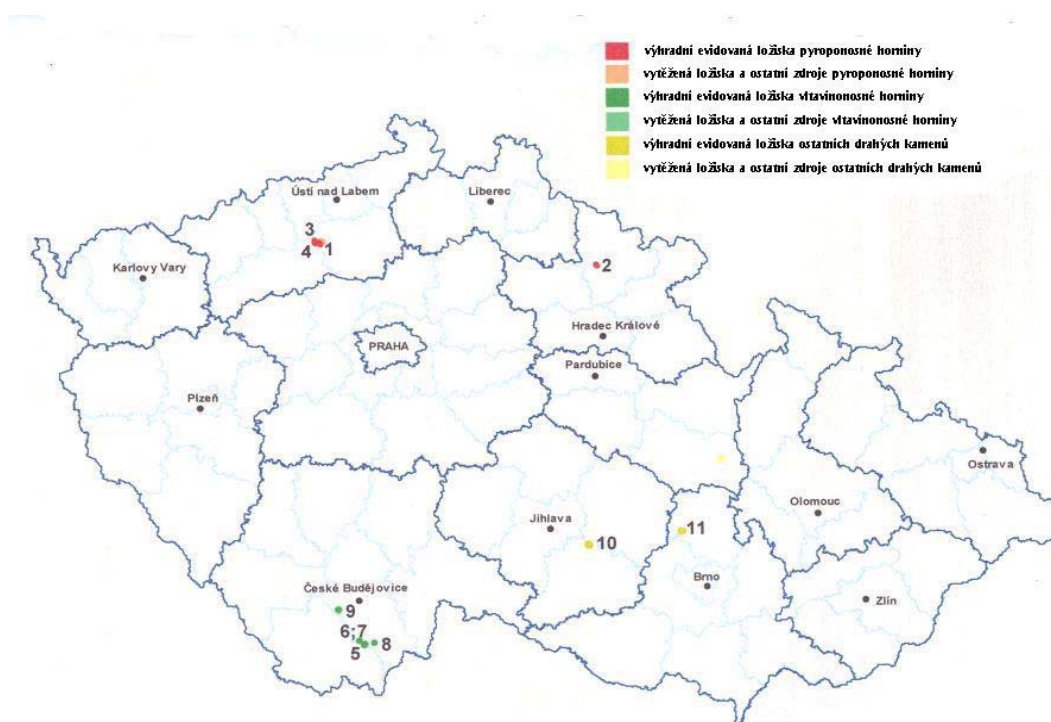 výhradní evidovaná ložiska pyroponosné horniny
vytěžená ložiska a ostatní zdroje pyroponosné horniny
výhradní evidovaná ložiska vltavínonosné horniny
vytěžená ložiska a ostatní zdroje vltavínonosné horniny
výhradní evidovaná ložiska ostatních drahých kamenů
vytěžená ložiska a ostatní zdroje ostatních drahých kamenů
Ústí nad Labem
Liberec
3
4 1
Karlovy Vary
2
Hradec Králové
PRAHA
Pardubice
Plzeň
Ostrava
Olomouc
Jihlava
11
10
Brno
České Budějovice
Zlín
9
6;7
5 8